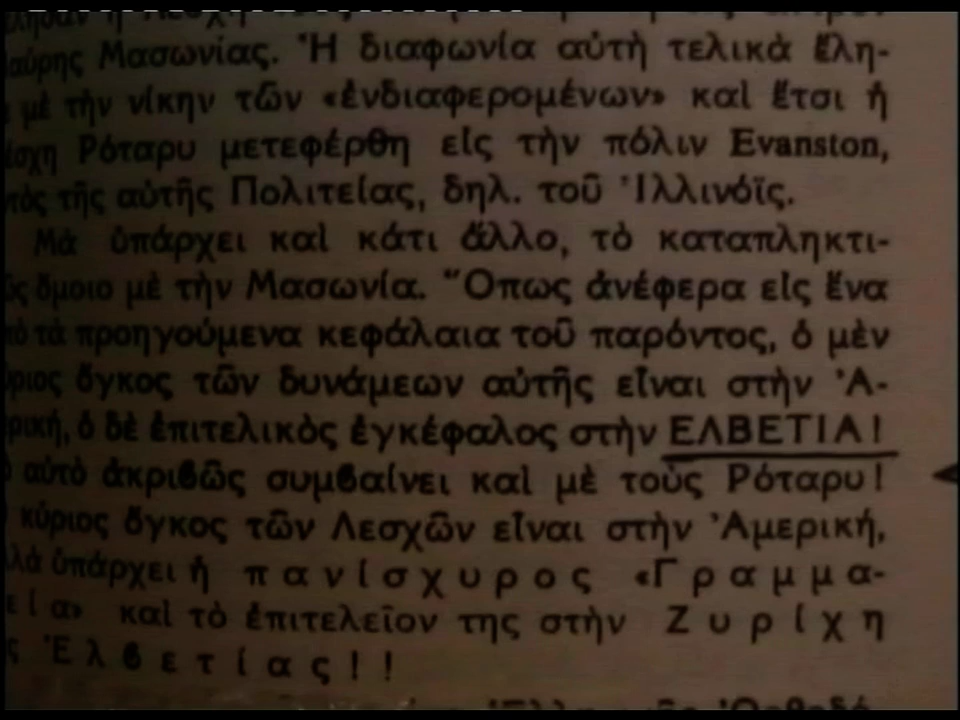 Μασωνίας. Ἡ διαφωνία αὐτὴ τελικὰ ἔλη-
μὲ τὴν νίκην τῶν «ἐνδιαφερομένων» καὶ ἔτσι ἡ
Ρόταρυ μετεφέρθη εἰς τὴν πόλιν Evanston,
τῆς αὐτῆς Πολιτείας, δηλ. τοῦ Ἰλλινόϊς.
Μὰ ὑπάρχει καὶ κάτι ἄλλο, τὸ καταπληκτι-
ὅμοιο μὲ τὴν Μασωνία. Ὅπως ἀνέφερα εἰς ἕνα
τὰ προηγούμενα κεφάλαια τοῦ παρόντος, ὁ μὲν
ὄγκος τῶν δυνάμεων αὐτῆς εἶναι στὴν Ἀ-
ὁ δὲ ἐπιτελικὸς ἐγκέφαλος στὴν ΕΛΒΕΤΙΑ!
αὐτὸ ἀκριβῶς συμβαίνει καὶ μὲ τοὺς Ρόταρυ!
κύριος ὄγκος τῶν Λεσχῶν εἶναι στὴν Ἀμερική,
ὑπάρχει ἡ πανίσχυρος «Γραμμα-
καὶ τὸ ἐπιτελεῖον της στὴν Ζυρίχη
Ἑλβετίας!!